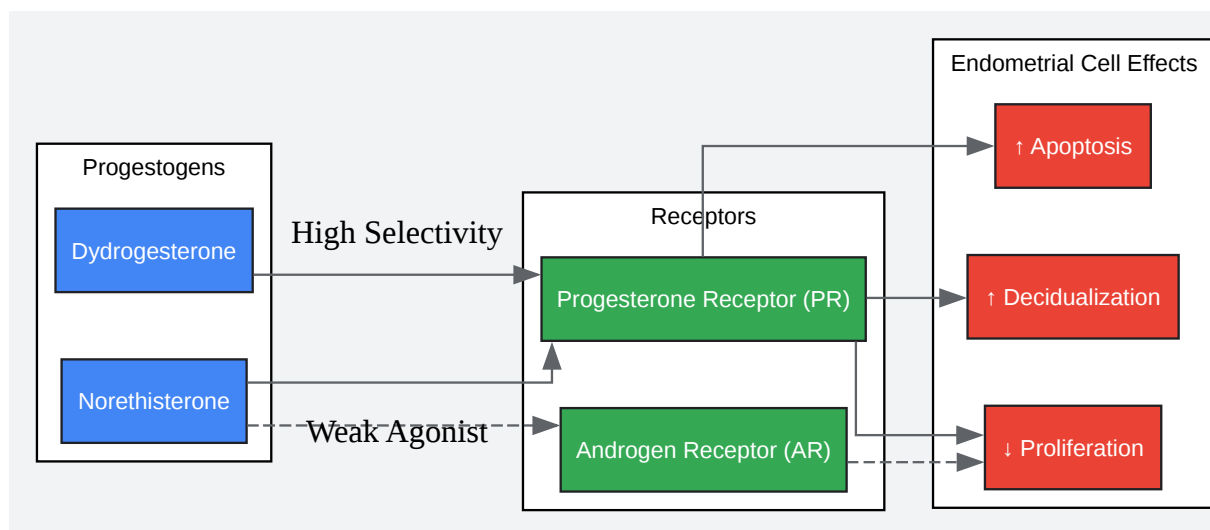 Progestogens
Dydrogesterone
Norethisterone
High Selectivity
Weak Agonist
Receptors
Progesterone Receptor (PR)
Androgen Receptor (AR)
Endometrial Cell Effects
↑ Apoptosis
↑ Decidualization
↓ Proliferation